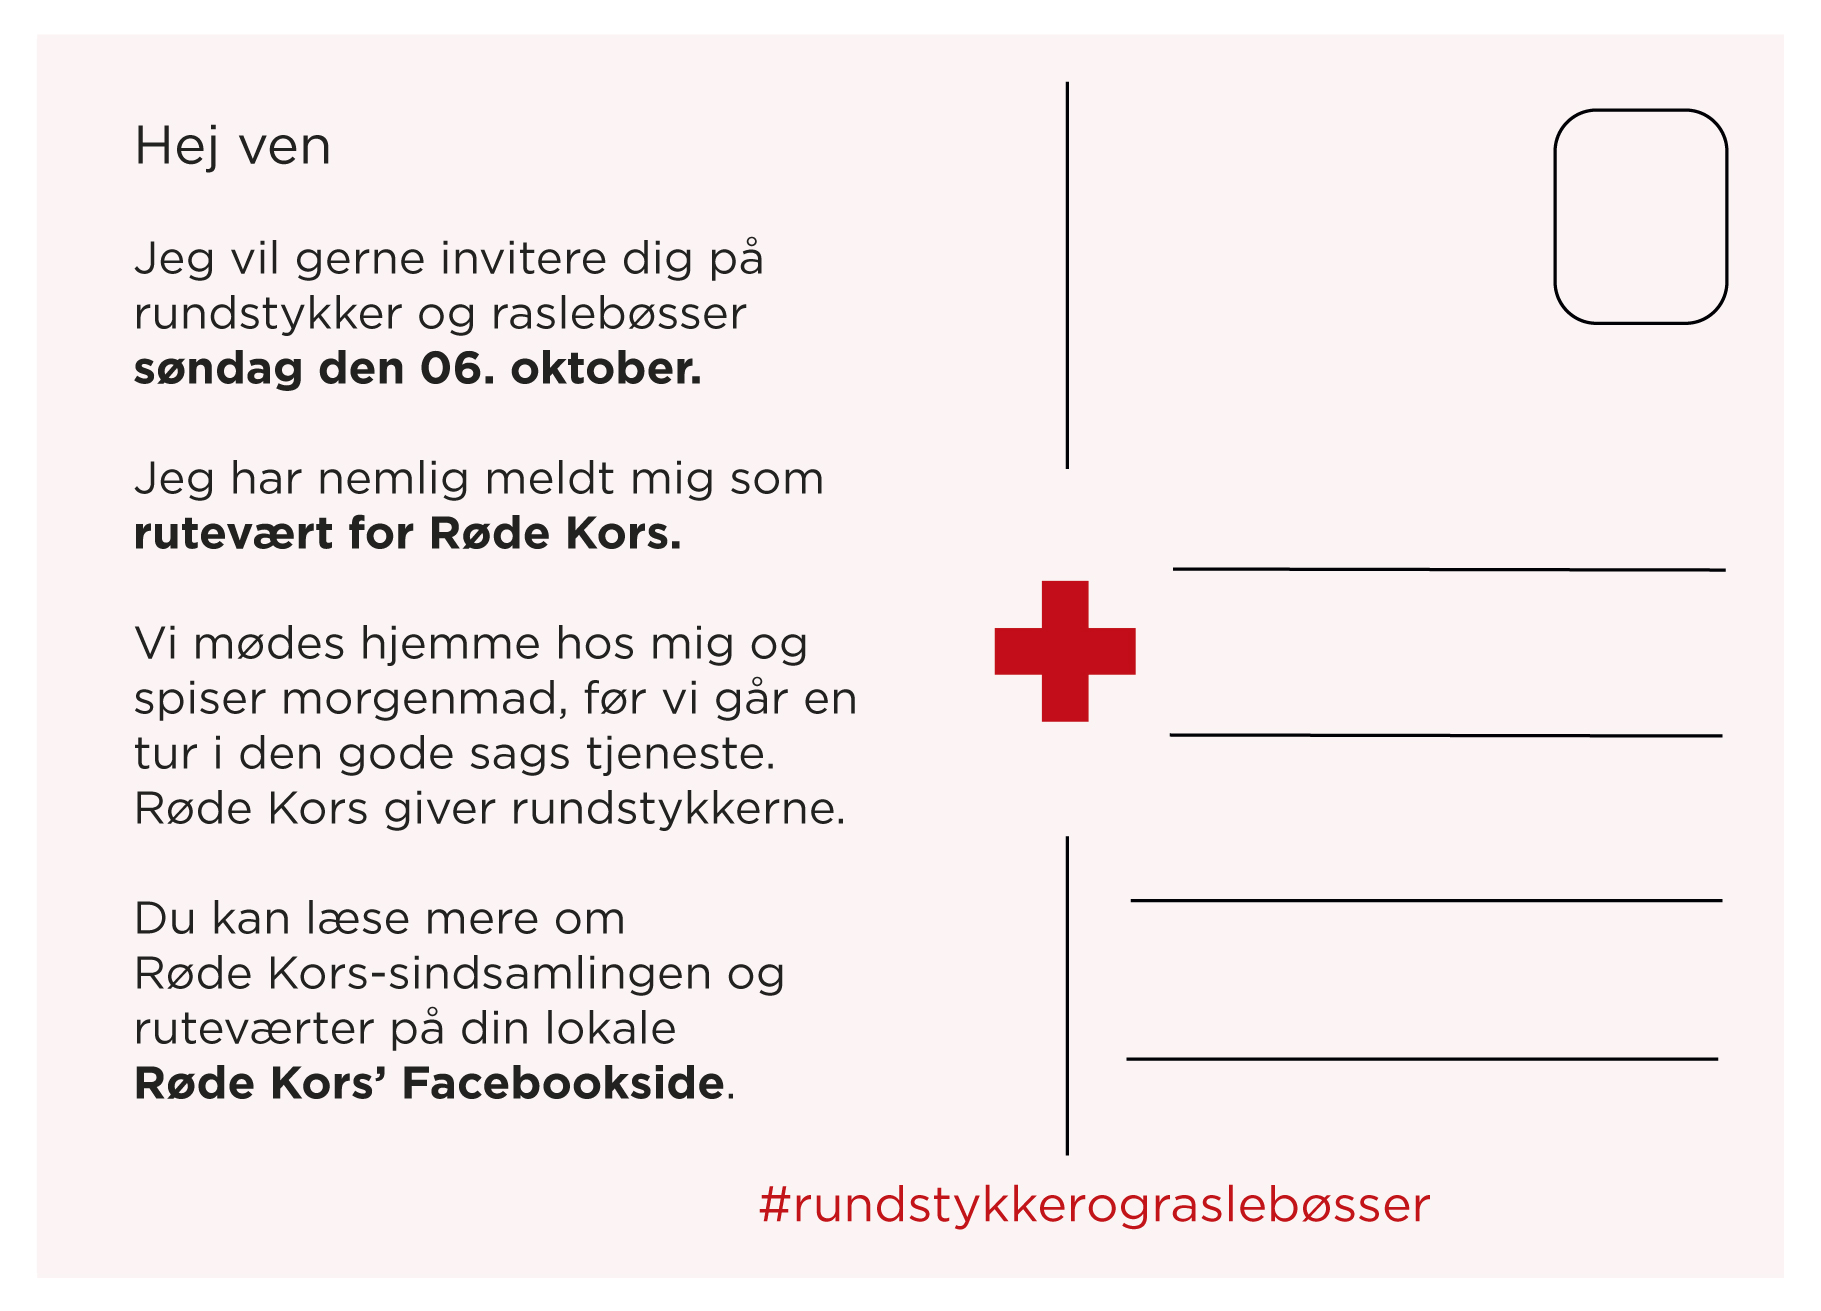 Hej ven
Jeg vil gerne invitere dig på
rundstykker og raslebøsser
søndag den 06. oktober.
Jeg har nemlig meldt mig som
rutevært for Røde Kors.
Vi mødes hjemme hos mig og
spiser morgenmad, før vi går en
tur i den gode sags tjeneste.
Røde Kors giver rundstykkerne.
Du kan læse mere om
Røde Kors-sindsamlingen og
ruteværter på din lokale
Røde Kors’ Facebookside.
#rundstykkerograslebøsser